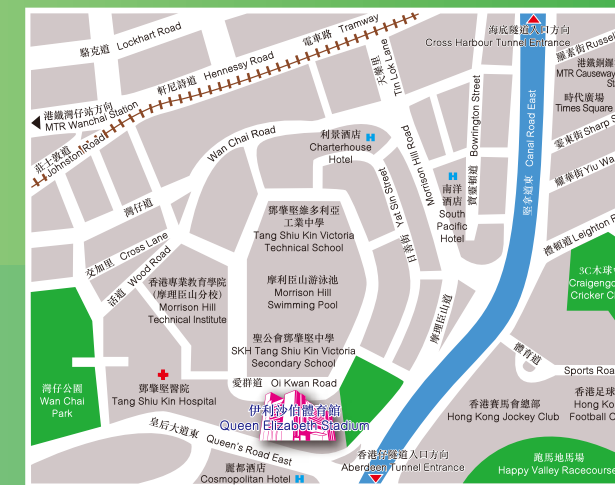 駱克道 Lockhart Road
電車路 Tramway
軒尼詩道 Hennessy Road
天樂里 Tin Lok Lane
海底隧道入口方向
Cross Harbour Tunnel Entrance
羅素街 Russel
港鐵銅鑼
MTR Causeway
St
時代廣場
Times Square
港鐵灣仔站方向
MTR Wanchai Station
莊士敦道
Johnston Road
Wan Chai Road
灣仔道
利景酒店
Charterhouse
Hotel
Morrison Hill Road
摩理臣山道
寶靈頓道 Bowrington Street
堅拿道東 Canal Road East
霎東街 Sharp S
耀華街 Yiu Wa
禮頓道 Leighton R
南洋
酒店
South
Pacific
Hotel
日善街 Yat Sin Street
交加里 Cross Lane
活道 Wood Road
鄧肇堅維多利亞
工業中學
Tang Shiu Kin Victoria
Technical School
香港專業教育學院
(摩理臣山分校)
Morrison Hill
Technical Institute
摩利臣山游泳池
Morrison Hill
Swimming Pool
聖公會鄧肇堅中學
SKH Tang Shiu Kin Victoria
Secondary School
3C木球
Craigengo
Cricker C
灣仔公園
Wan Chai
Park
鄧肇堅醫院
Tang Shiu Kin Hospital
愛群道 Oi Kwan Road
伊利沙伯體育館
Queen Elizabeth Stadium
體育道
Sports Roa
香港賽馬會總部
Hong Kong Jockey Club
香港足球
Hong Ko
Football C
皇后大道東 Queen's Road East
麗都酒店
Cosmopolitan Hotel
香港仔隧道入口方向
Aberdeen Tunnel Entrance
跑馬地馬場
Happy Valley Racecourse